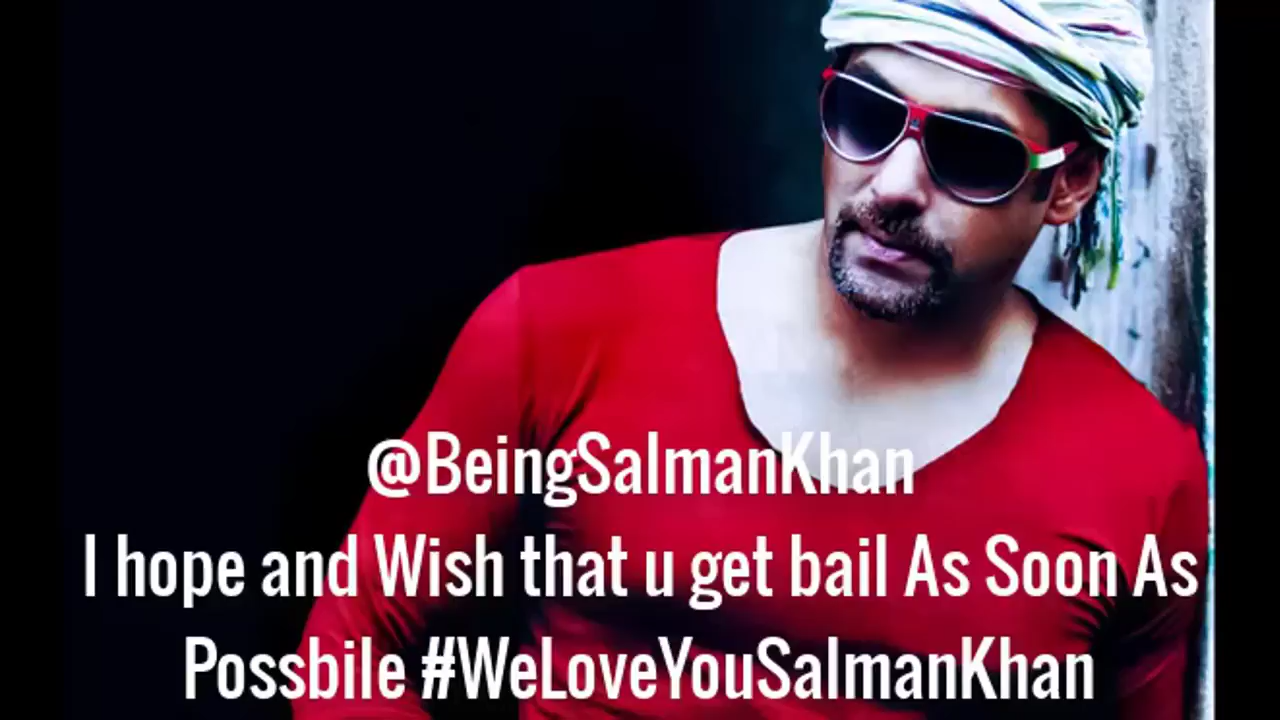 @BeingSalmanKhan
I hope and Wish that u get bail As Soon As
Possbile #WeLoveYouSalmanKhan